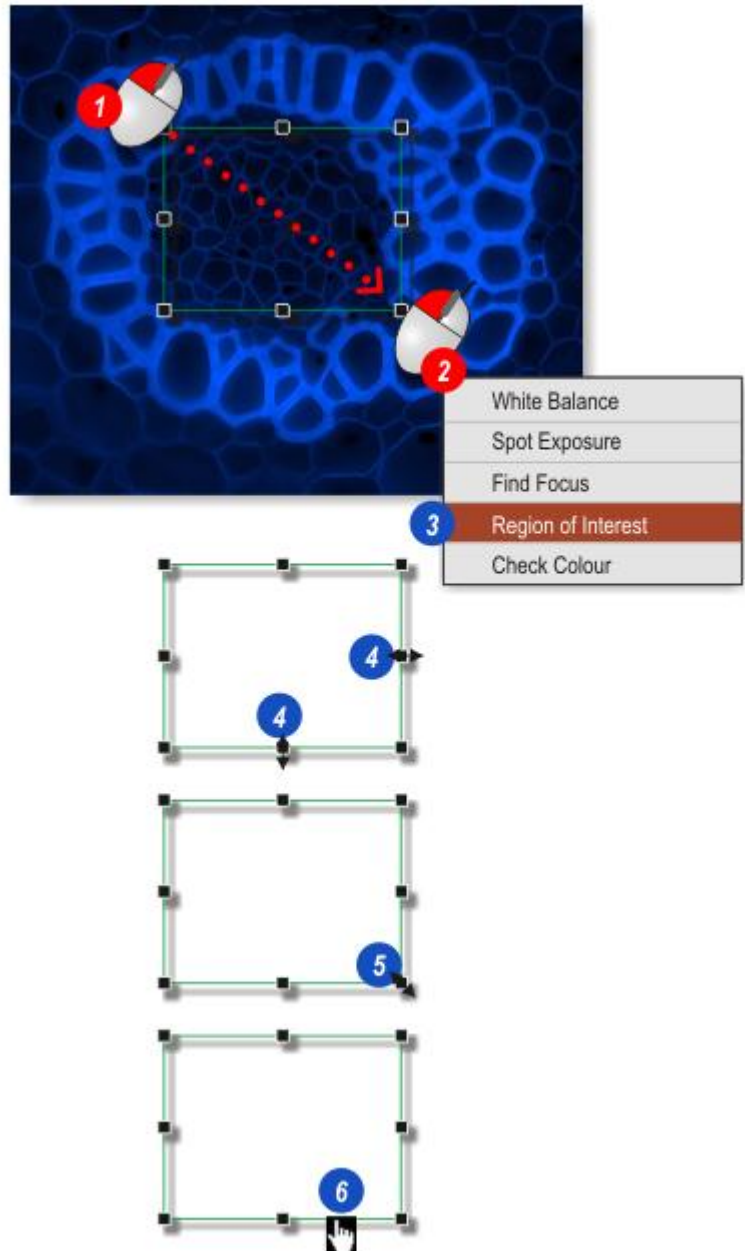 1
2
White Balance
Spot Exposure
Find Focus
3 Region of Interest
Check Colour
4
4
5
6